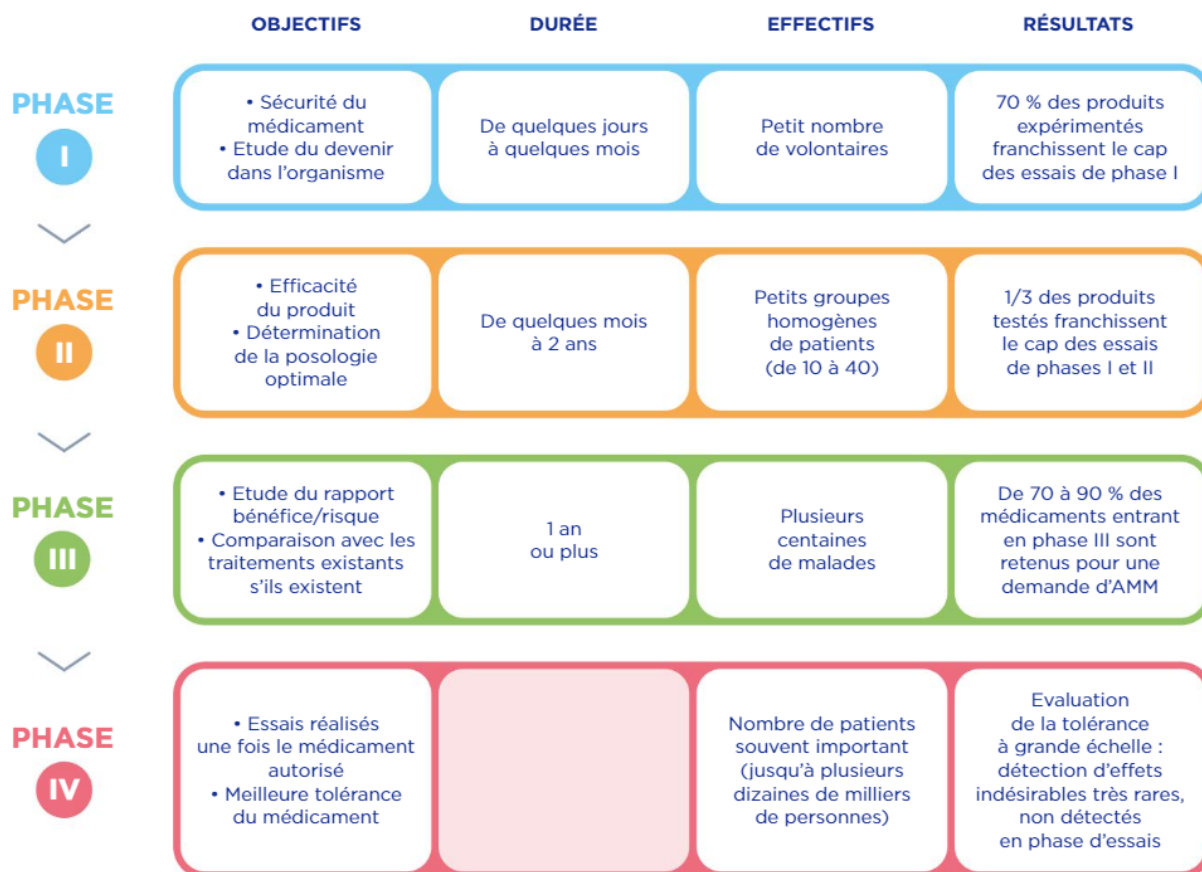 OBJECTIFS
DURÉE
EFFECTIFS
RÉSULTATS
PHASE
I
• Sécurité du
médicament
• Etude du devenir
dans l'organisme
De quelques jours
à quelques mois
Petit nombre
de volontaires
70 % des produits
expérimentés
franchissent le cap
des essais de phase I
PHASE
II
• Efficacité
du produit
• Détermination
de la posologie
optimale
De quelques mois
à 2 ans
Petits groupes
homogènes
de patients
(de 10 à 40)
1/3 des produits
testés franchissent
le cap des essais
de phases I et II
PHASE
III
• Etude du rapport
bénéfice/risque
• Comparaison avec les
traitements existants
s'ils existent
1 an
ou plus
Plusieurs
centaines
de malades
De 70 à 90 % des
médicaments entrant
en phase III sont
retenus pour une
demande d'AMM
PHASE
IV
• Essais réalisés
une fois le médicament
autorisé
• Meilleure tolérance
du médicament
Nombre de patients
souvent important
(jusqu'à plusieurs
dizaines de milliers
de personnes)
Evaluation
de la tolérance
à grande échelle :
détection d'effets
indésirables très rares,
non détectés
en phase d'essais